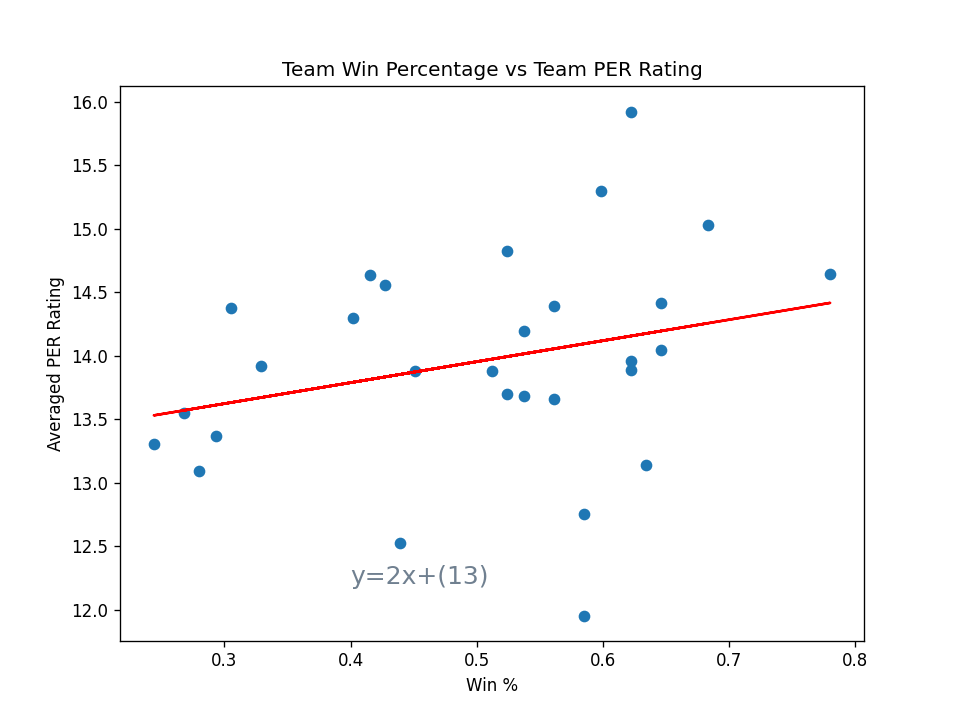 Team Win Percentage vs Team PER Rating
16.0
15.5
15.0
14.5
14.0
13.5
13.0
12.5
12.0
Averaged PER Rating
y=2x+(13)
0.3 0.4 0.5 0.6 0.7 0.8
Win %